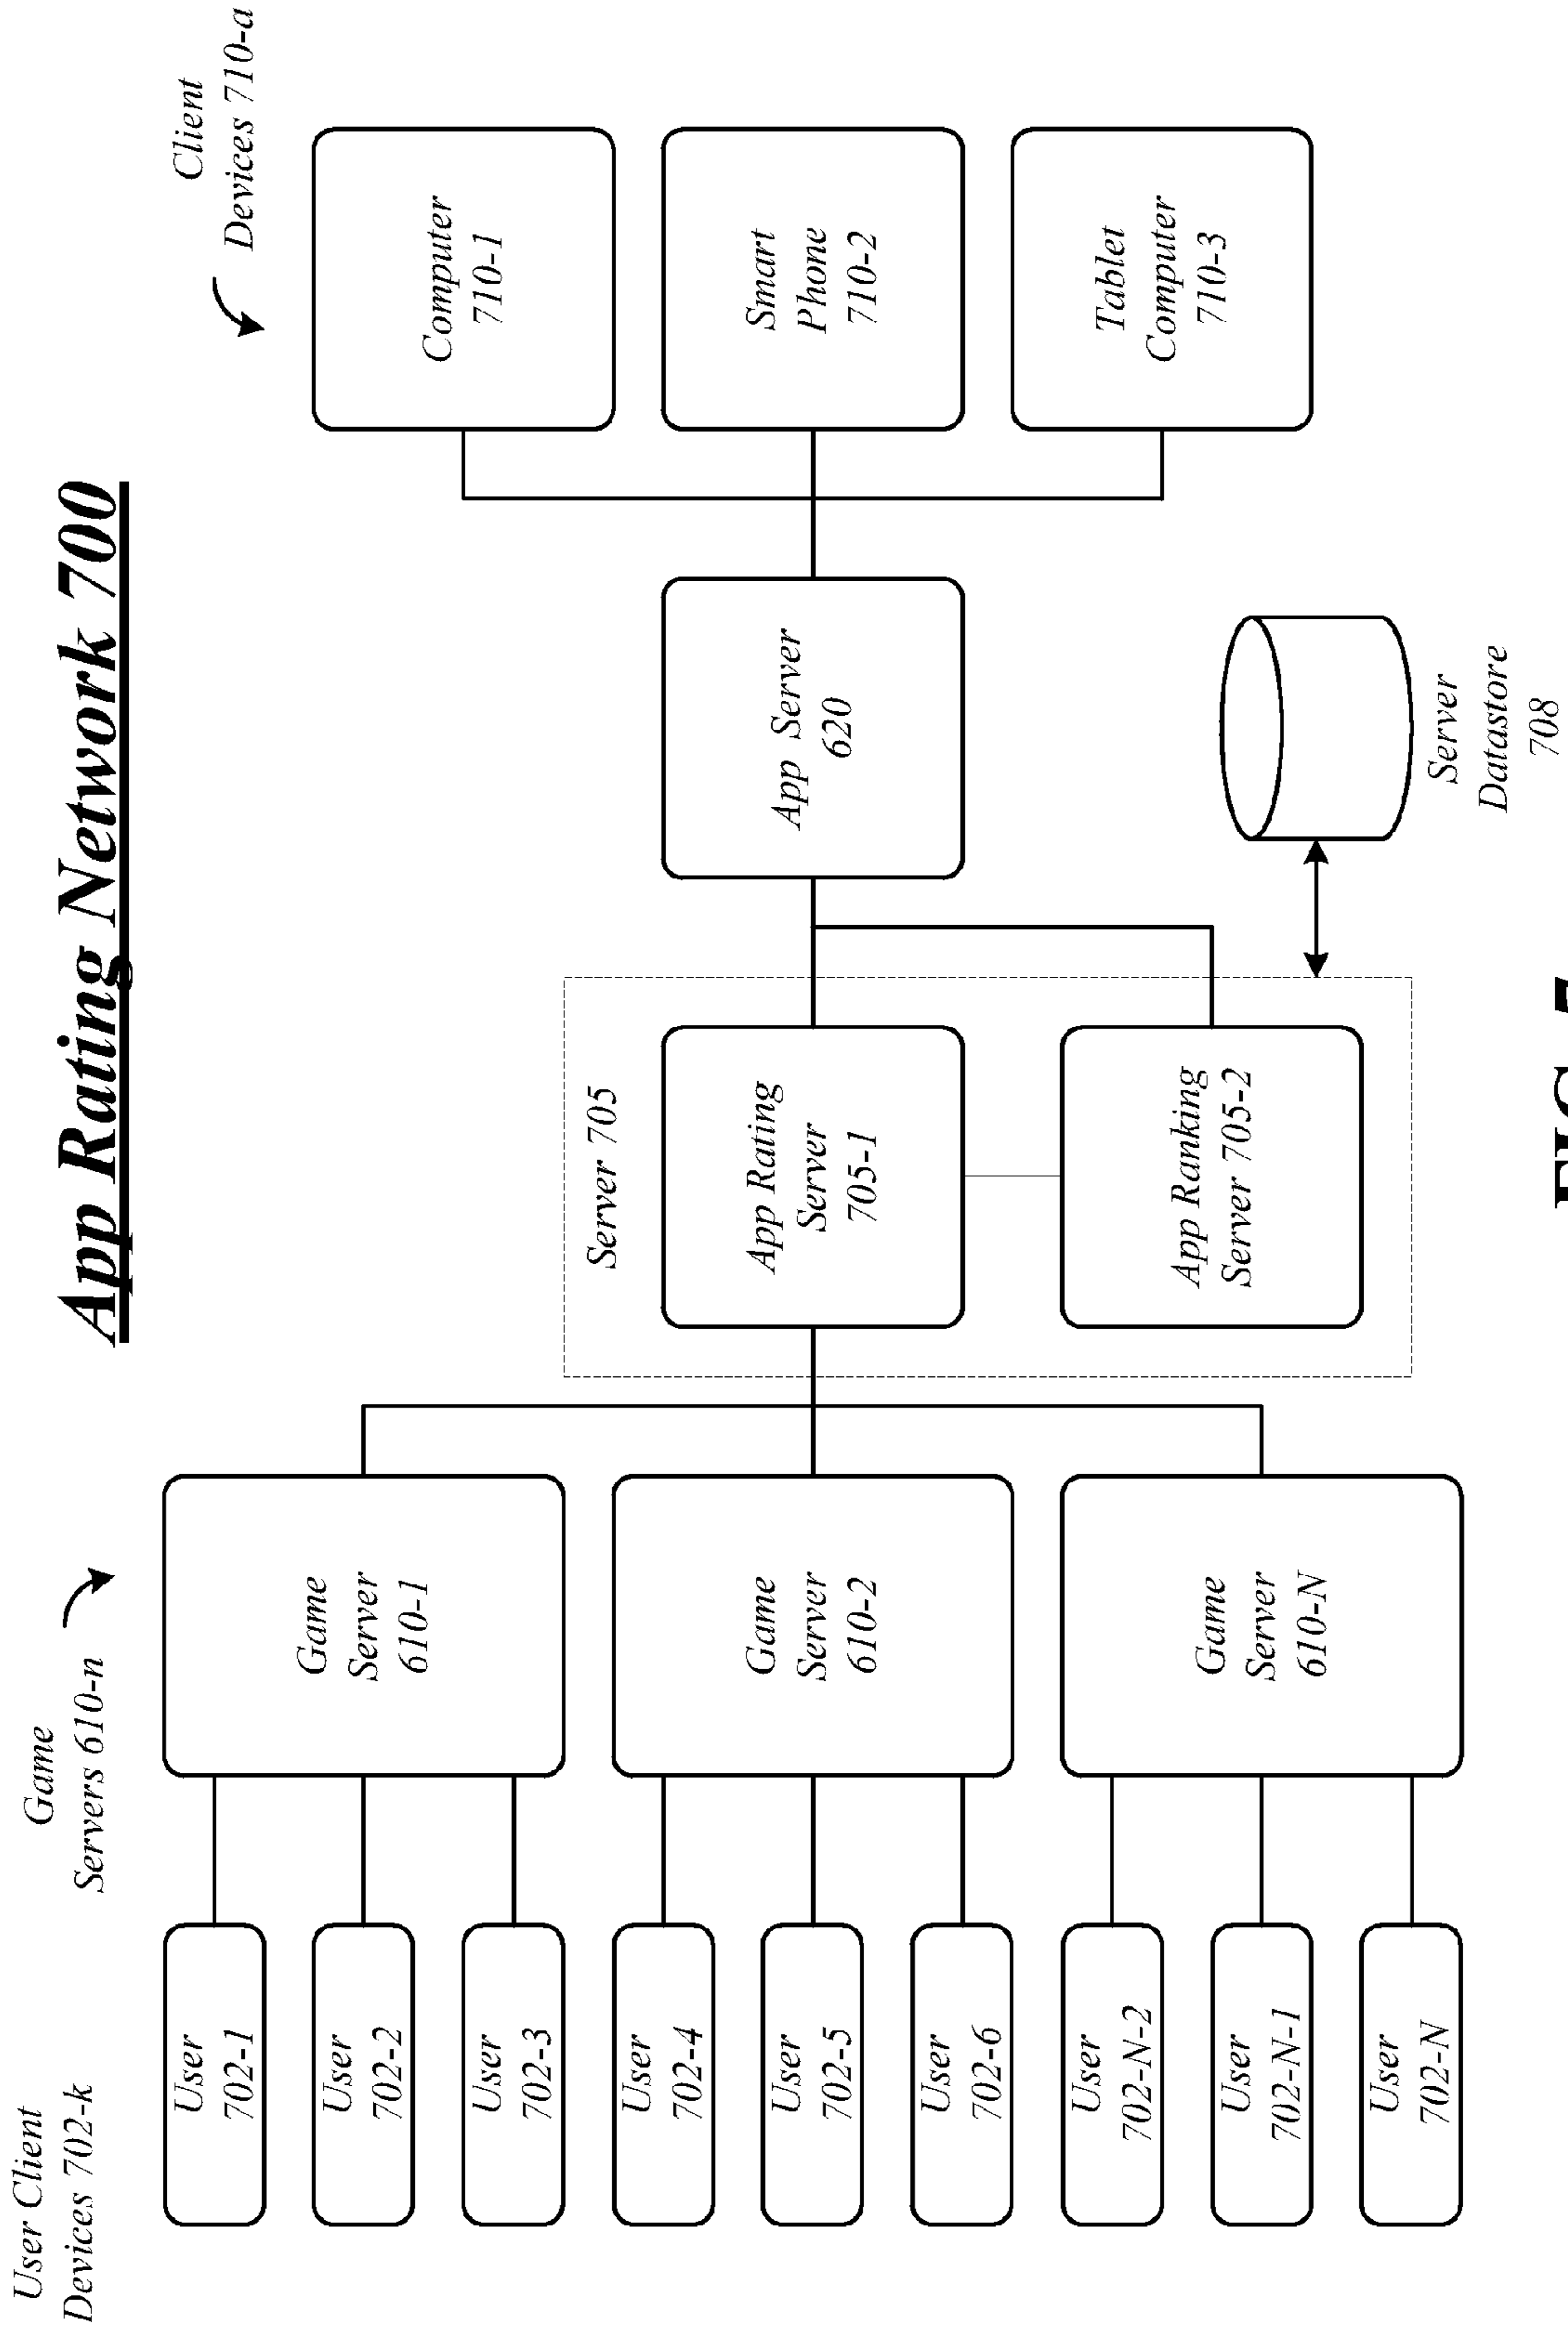 App Rating Network 700
User Client
Devices 702-k
Game
Servers 610-n
Client
Devices 710-a
User
702-1
User
702-2
User
702-3
User
702-4
User
702-5
User
702-6
User
702-N-2
User
702-N-1
User
702-N
Game
Server
610-1
Game
Server
610-2
Game
Server
610-N
Server 705
App Rating
Server
705-1
App Ranking
Server 705-2
App Server
620
Server
Datastore
708
Computer
710-1
Smart
Phone
710-2
Tablet
Computer
710-3